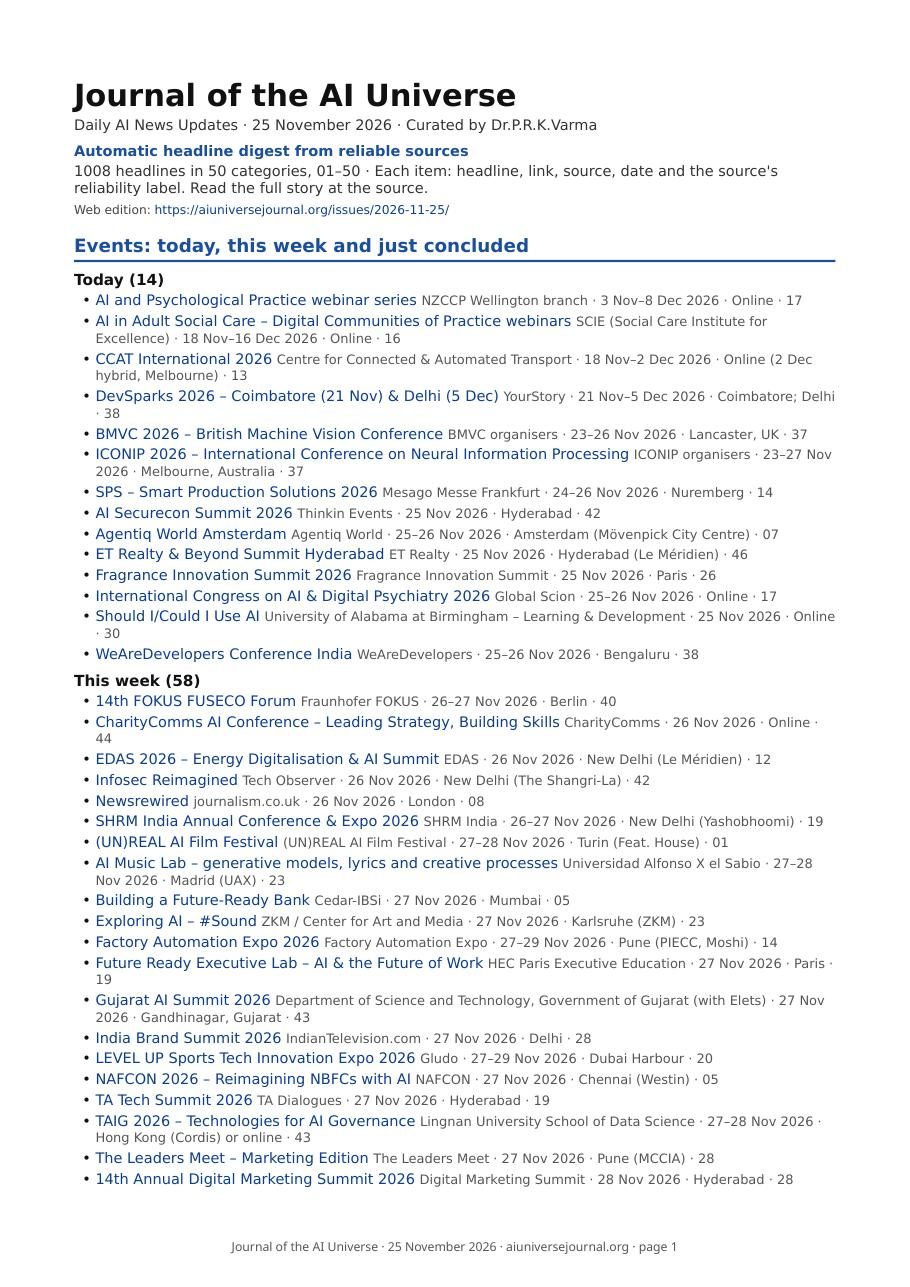 Journal of the AI Universe
Daily AI News Updates · 25 November 2026 · Curated by Dr.P.R.K.Varma
Automatic headline digest from reliable sources
1008 headlines in 50 categories, 01–50 · Each item: headline, link, source, date and the source's
reliability label. Read the full story at the source.
Web edition: https://aiuniversejournal.org/issues/2026-11-25/
Events: today, this week and just concluded
Today (14)
• AI and Psychological Practice webinar series NZCCP Wellington branch · 3 Nov–8 Dec 2026 · Online · 17
• AI in Adult Social Care – Digital Communities of Practice webinars SCIE (Social Care Institute for
Excellence) · 18 Nov–16 Dec 2026 · Online · 16
• CCAT International 2026 Centre for Connected & Automated Transport · 18 Nov–2 Dec 2026 · Online (2 Dec
hybrid, Melbourne) · 13
• DevSparks 2026 – Coimbatore (21 Nov) & Delhi (5 Dec) YourStory · 21 Nov–5 Dec 2026 · Coimbatore; Delhi
· 38
• BMVC 2026 – British Machine Vision Conference BMVC organisers · 23–26 Nov 2026 · Lancaster, UK · 37
• ICONIP 2026 – International Conference on Neural Information Processing ICONIP organisers · 23–27 Nov
2026 · Melbourne, Australia · 37
• SPS – Smart Production Solutions 2026 Mesago Messe Frankfurt · 24–26 Nov 2026 · Nuremberg · 14
• AI Securecon Summit 2026 Thinkin Events · 25 Nov 2026 · Hyderabad · 42
• Agentiq World Amsterdam Agentiq World · 25–26 Nov 2026 · Amsterdam (Mövenpick City Centre) · 07
• ET Realty & Beyond Summit Hyderabad ET Realty · 25 Nov 2026 · Hyderabad (Le Méridien) · 46
• Fragrance Innovation Summit 2026 Fragrance Innovation Summit · 25 Nov 2026 · Paris · 26
• International Congress on AI & Digital Psychiatry 2026 Global Scion · 25–26 Nov 2026 · Online · 17
• Should I/Could I Use AI University of Alabama at Birmingham – Learning & Development · 25 Nov 2026 · Online
· 30
• WeAreDevelopers Conference India WeAreDevelopers · 25–26 Nov 2026 · Bengaluru · 38
This week (58)
• 14th FOKUS FUSECO Forum Fraunhofer FOKUS · 26–27 Nov 2026 · Berlin · 40
• CharityComms AI Conference – Leading Strategy, Building Skills CharityComms · 26 Nov 2026 · Online ·
44
• EDAS 2026 – Energy Digitalisation & AI Summit EDAS · 26 Nov 2026 · New Delhi (Le Méridien) · 12
• Infosec Reimagined Tech Observer · 26 Nov 2026 · New Delhi (The Shangri-La) · 42
• Newsrewired journalism.co.uk · 26 Nov 2026 · London · 08
• SHRM India Annual Conference & Expo 2026 SHRM India · 26–27 Nov 2026 · New Delhi (Yashobhoomi) · 19
• (UN)REAL AI Film Festival (UN)REAL AI Film Festival · 27–28 Nov 2026 · Turin (Feat. House) · 01
• AI Music Lab – generative models, lyrics and creative processes Universidad Alfonso X el Sabio · 27–28
Nov 2026 · Madrid (UAX) · 23
• Building a Future-Ready Bank Cedar-IBSi · 27 Nov 2026 · Mumbai · 05
• Exploring AI – #Sound ZKM / Center for Art and Media · 27 Nov 2026 · Karlsruhe (ZKM) · 23
• Factory Automation Expo 2026 Factory Automation Expo · 27–29 Nov 2026 · Pune (PIECC, Moshi) · 14
• Future Ready Executive Lab – AI & the Future of Work HEC Paris Executive Education · 27 Nov 2026 · Paris ·
19
• Gujarat AI Summit 2026 Department of Science and Technology, Government of Gujarat (with Elets) · 27 Nov
2026 · Gandhinagar, Gujarat · 43
• India Brand Summit 2026 IndianTelevision.com · 27 Nov 2026 · Delhi · 28
• LEVEL UP Sports Tech Innovation Expo 2026 Gludo · 27–29 Nov 2026 · Dubai Harbour · 20
• NAFCON 2026 – Reimagining NBFCs with AI NAFCON · 27 Nov 2026 · Chennai (Westin) · 05
• TA Tech Summit 2026 TA Dialogues · 27 Nov 2026 · Hyderabad · 19
• TAIG 2026 – Technologies for AI Governance Lingnan University School of Data Science · 27–28 Nov 2026 ·
Hong Kong (Cordis) or online · 43
• The Leaders Meet – Marketing Edition The Leaders Meet · 27 Nov 2026 · Pune (MCCIA) · 28
• 14th Annual Digital Marketing Summit 2026 Digital Marketing Summit · 28 Nov 2026 · Hyderabad · 28
Journal of the AI Universe · 25 November 2026 · aiuniversejournal.org · page 1